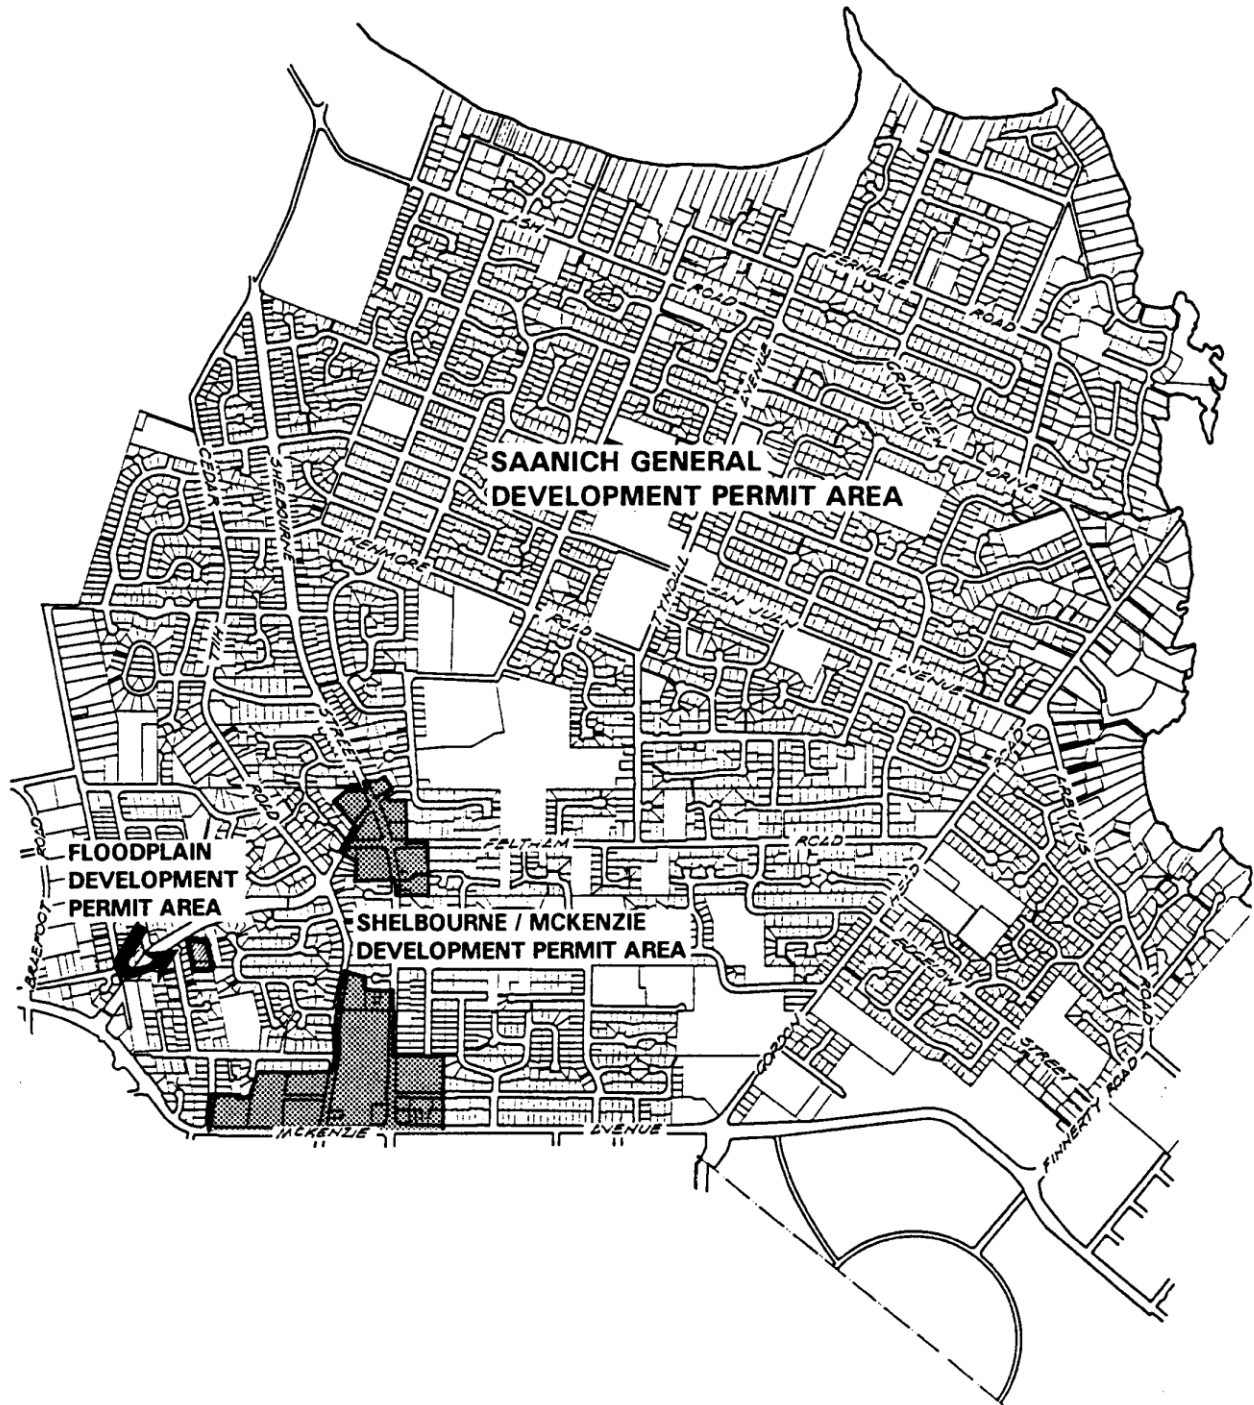 ASH
ROAD
FERNDALE
ROAD
AVENUE
GRANDVIEW
DRIVE
CEDAR
SHELBOURNE
SAANICH GENERAL
DEVELOPMENT PERMIT AREA
KENMORE
ROAD
TYNDALL
SAN JUAN
AVENUE
HILL
STREET
ROAD
ROAD
ARBUTUS
ROAD
FELTHAM
ROAD
FLOODPLAIN
DEVELOPMENT
PERMIT AREA
SHELBOURNE / MCKENZIE
DEVELOPMENT PERMIT AREA
ROAD
GORDON
STREET
FINNERTY ROAD
MCKENZIE
AVENUE